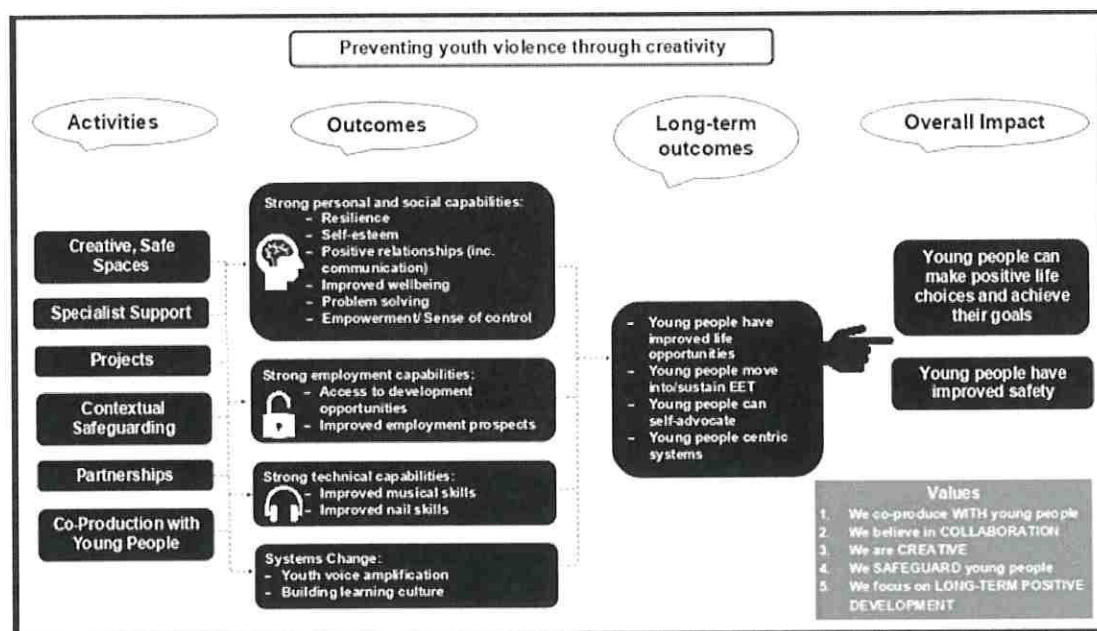 Preventing youth violence through creativity
Activities
Outcomes
Long-term
outcomes
Overall Impact
Creative, Safe
Spaces
Specialist Support
Projects
Contextual
Safeguarding
Partnerships
Co-Production with
Young People
Strong personal and social capabilities:
– Resilience
– Self-esteem
– Positive relationships (inc.
communication)
– Improved wellbeing
– Problem solving
– Empowerment/ Sense of control
Strong employment capabilities:
– Access to development
opportunities
– Improved employment prospects
Strong technical capabilities:
– Improved musical skills
– Improved nail skills
Systems Change:
– Youth voice amplification
– Building learning culture
– Young people have
improved life
opportunities
– Young people move
into/sustain EET
– Young people can
self-advocate
– Young people centric
systems
Young people can
make positive life
choices and achieve
their goals
Young people have
improved safety
Values
1. We co-produce WITH young people
2. We believe in COLLABORATION
3. We are CREATIVE
4. We SAFEGUARD young people
5. We focus on LONG-TERM POSITIVE
DEVELOPMENT